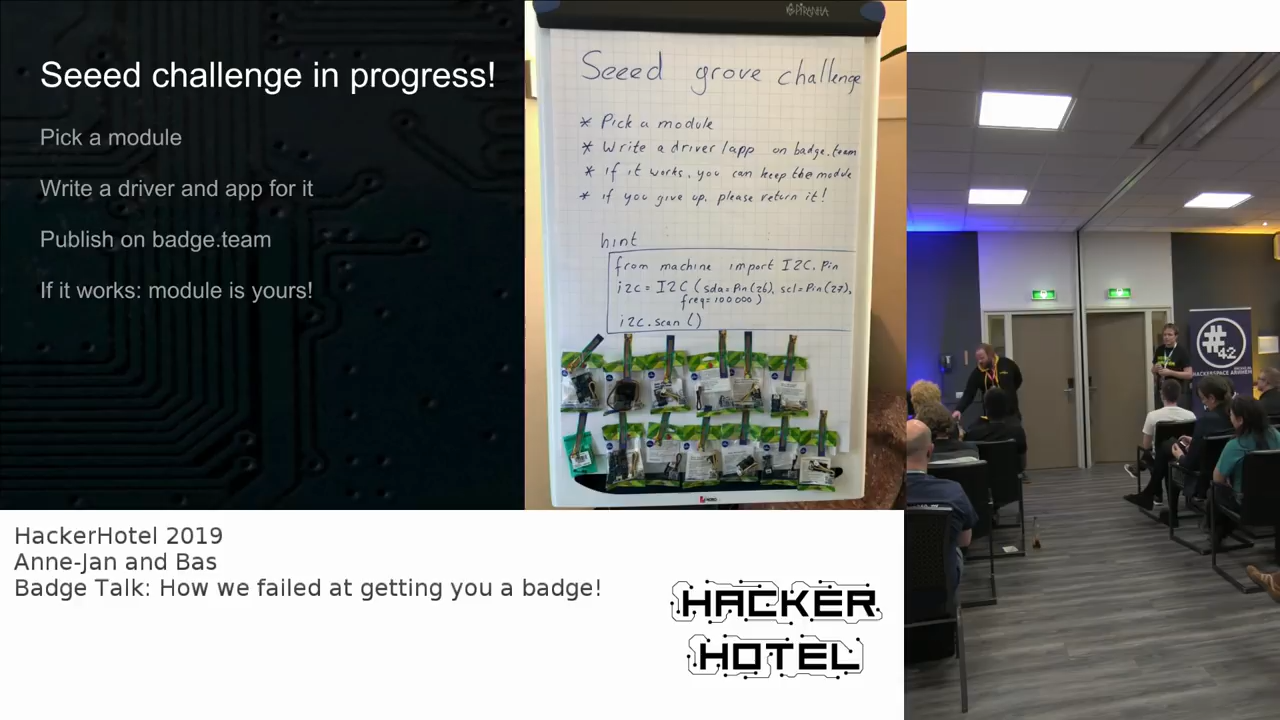 Seeed challenge in progress!
Pick a module
Write a driver and app for it
Publish on badge.team
If it works: module is yours!
PIRANHA
Seeed grove challenge
* Pick a module
* Write a driver/app on badge.team
* if it works, you can keep the module
* if you give up, please return it!
hint
from machine import I2C, Pin
i2c = I2C (sda=Pin(26), scl=Pin(27),
freq=100000)
i2c.scan()
#42
HACKERSPACE ARNHEM
HackerHotel 2019
Anne-Jan and Bas
Badge Talk: How we failed at getting you a badge!
HACKER
HOTEL